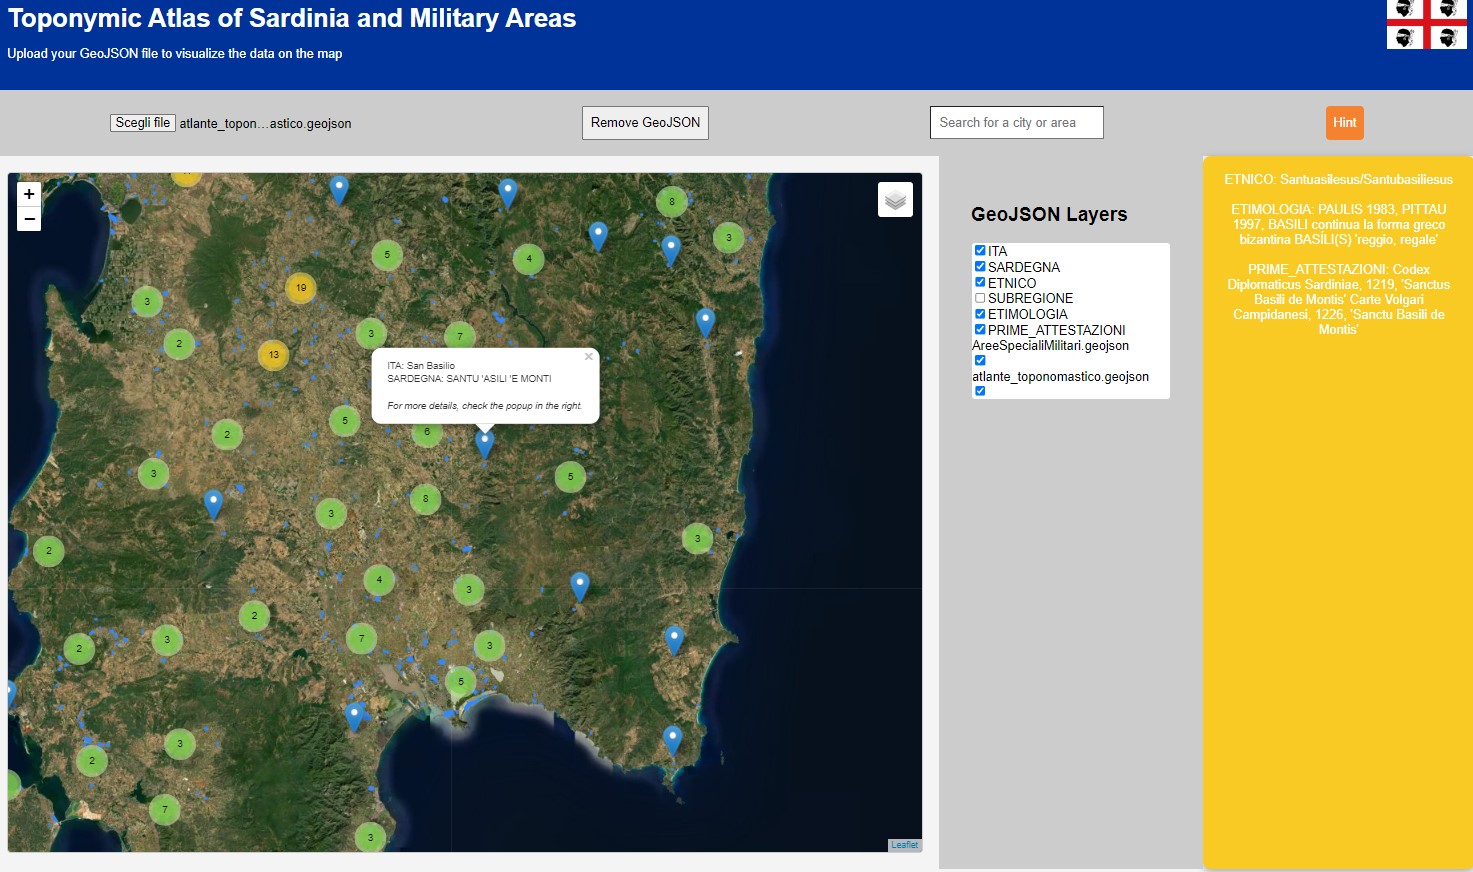 Toponymic Atlas of Sardinia and Military Areas
Upload your GeoJSON file to visualize the data on the map
Scegli file atlante_topon…astico.geojson
Remove GeoJSON
Search for a city or area
Hint
+
−
8
3
5
4
19
3
2
3
7
13
ITA: San Basilio
SARDEGNA: SANTU 'ASILI 'E MONTI
For more details, check the popup in the right.
×
5
6
2
3
5
8
3
3
2
4
3
2
7
3
3
2
5
3
2
7
3
Leaflet
GeoJSON Layers
ITA
SARDEGNA
ETNICO
SUBREGIONE
ETIMOLOGIA
PRIME_ATTESTAZIONI
AreeSpecialiMilitari.geojson
atlante_toponomastico.geojson
ETNICO: Santuasilesus/Santubasiliesus
ETIMOLOGIA: PAULIS 1983, PITTAU
1997, BASILI continua la forma greco
bizantina BASÍLI(S) 'reggio, regale'
PRIME_ATTESTAZIONI: Codex
Diplomaticus Sardiniae, 1219, 'Sanctus
Basili de Montis' Carte Volgari
Campidanesi, 1226, 'Sanctu Basili de
Montis'